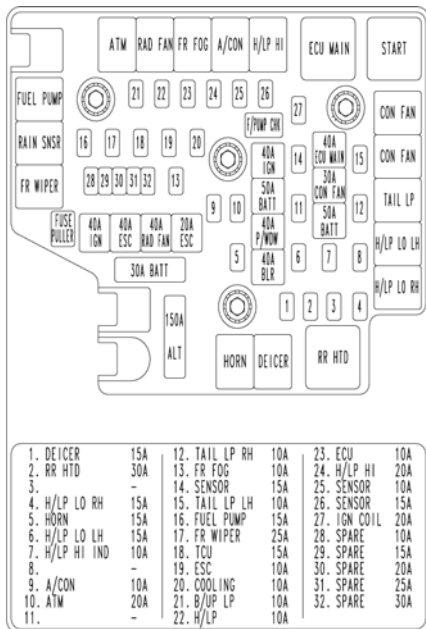 ATM RAD FAN FR FOG A/CON H/LP HI ECU MAIN START
FUEL PUMP
RAIN SNSR
FR WIPER
21 22 23 24 25 26
27
F/PUMP CHK
16 17 18 19 20
28 29 30 31 32 13
CON FAN
CON FAN
TAIL LP
H/LP LO LH
H/LP LO RH
40A
IGN
50A
BATT
40A
P/WDW
40A
BLR
14
40A
ECU MAIN
30A
CON FAN
50A
BATT
15
9 10 11 12
FUSE
PULLER
40A
IGN
40A
ESC
40A
RAD FAN
20A
ESC
30A BATT
5 6 7 8
150A
ALT
1 2 3 4
HORN DEICER RR HTD
1. DEICER 15A
2. RR HTD 30A
3. -
4. H/LP LO RH 15A
5. HORN 15A
6. H/LP LO LH 15A
7. H/LP HI IND 10A
8. -
9. A/CON 10A
10. ATM 20A
11. -
12. TAIL LP RH 10A
13. FR FOG 10A
14. SENSOR 15A
15. TAIL LP LH 10A
16. FUEL PUMP 15A
17. FR WIPER 25A
18. TCU 15A
19. ESC 10A
20. COOLING 10A
21. B/UP LP 10A
22. H/LP 10A
23. ECU 10A
24. H/LP HI 20A
25. SENSOR 10A
26. SENSOR 15A
27. IGN COIL 20A
28. SPARE 10A
29. SPARE 15A
30. SPARE 20A
31. SPARE 25A
32. SPARE 30A